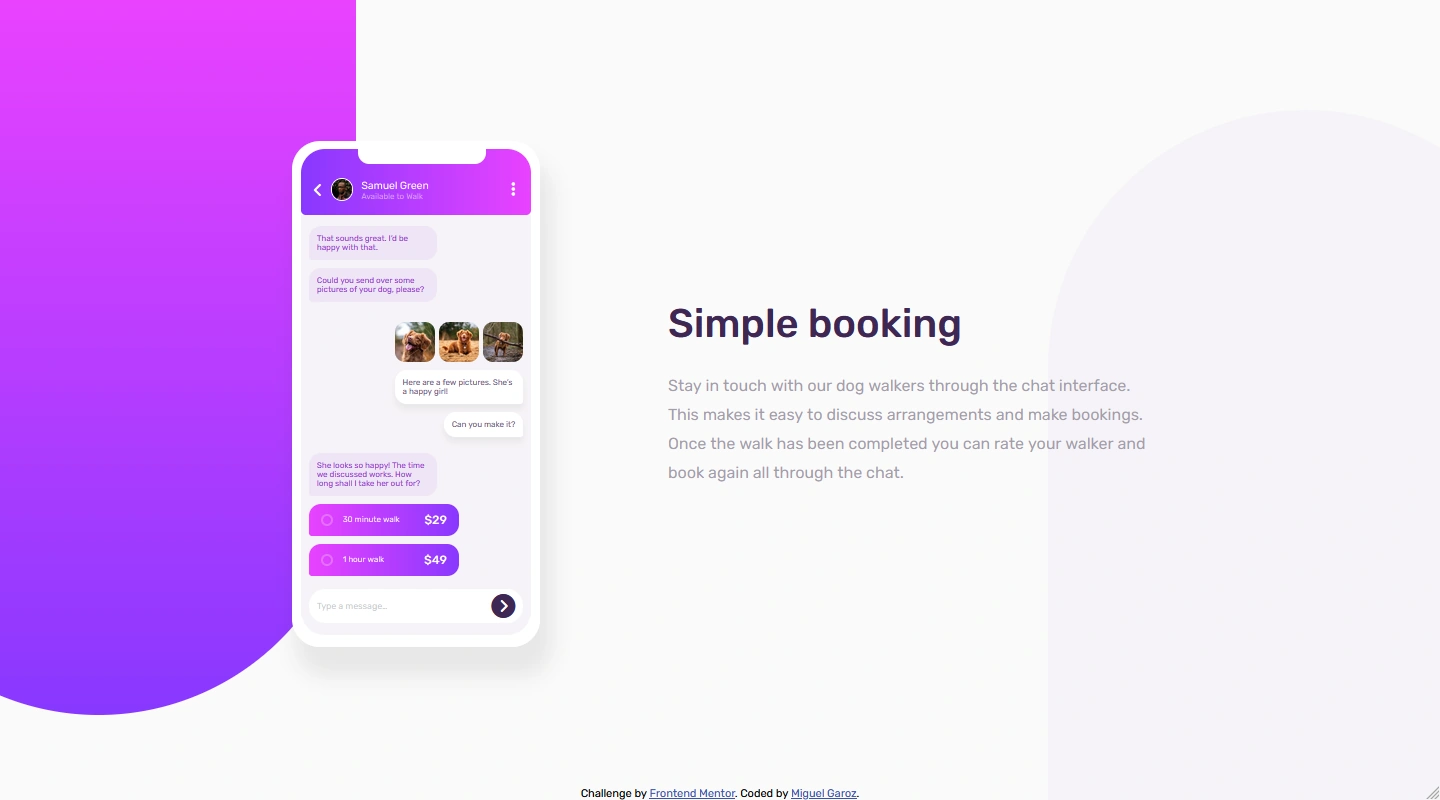 Samuel Green
Available to Walk
That sounds great. I'd be
happy with that.
Could you send over some
pictures of your dog, please?
Here are a few pictures. She's
a happy girl!
Can you make it?
She looks so happy! The time
we discussed works. How
long shall I take her out for?
30 minute walk $29
1 hour walk $49
Type a message…
Simple booking
Stay in touch with our dog walkers through the chat interface.
This makes it easy to discuss arrangements and make bookings.
Once the walk has been completed you can rate your walker and
book again all through the chat.
Challenge by Frontend Mentor. Coded by Miguel Garoz.